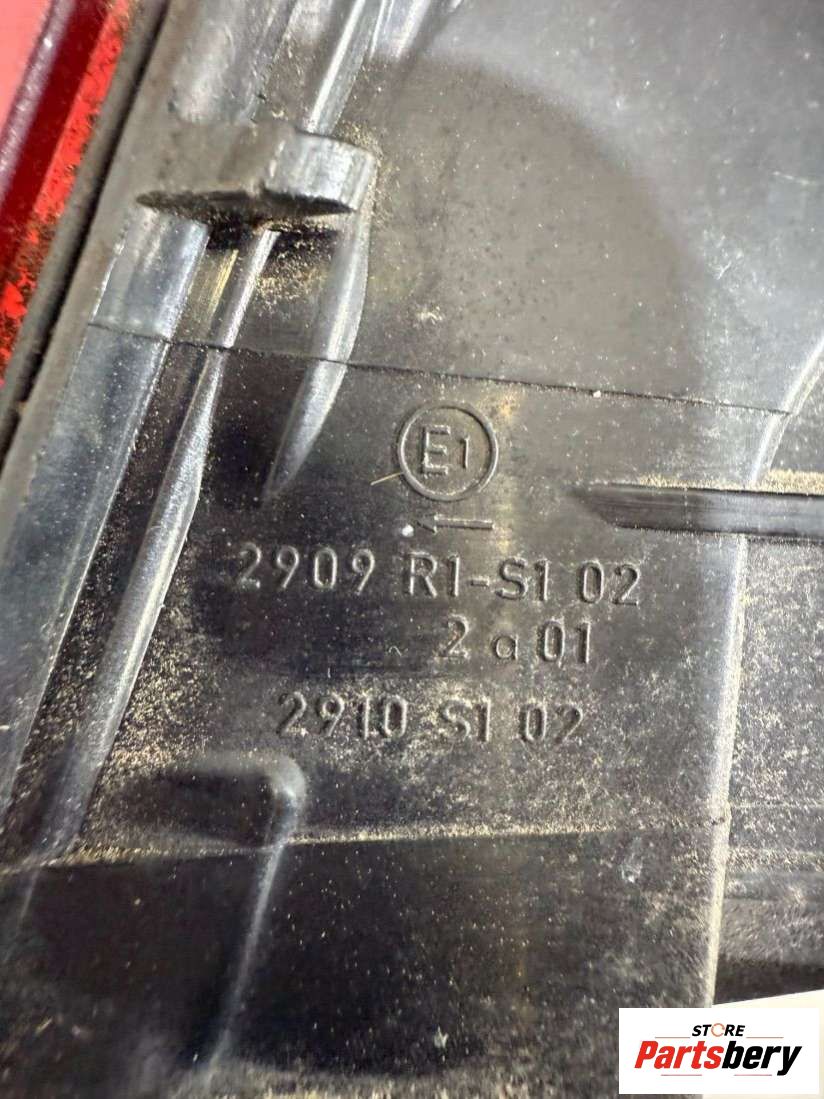 E1
←
2909 R1-S1 02
2 a 01
2910 S1 02
STORE
Partsbery